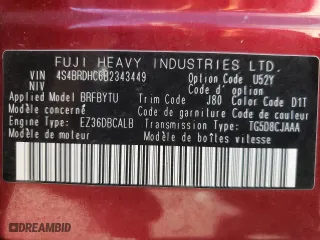 FUJI HEAVY INDUSTRIES LTD.
VIN 4S4BRDHC6B2343449 Option Code U52Y
NIV
Applied Model BRFBYTU Trim Code J80 Color Code D1T
Modèle concerné Code de garniture Code de couleur
Engine Type: EZ36DBCALB Transmission Type: TG5D8CJAAA
Modèle de moteur Modèle de boîtes vitesse
DREAMBID